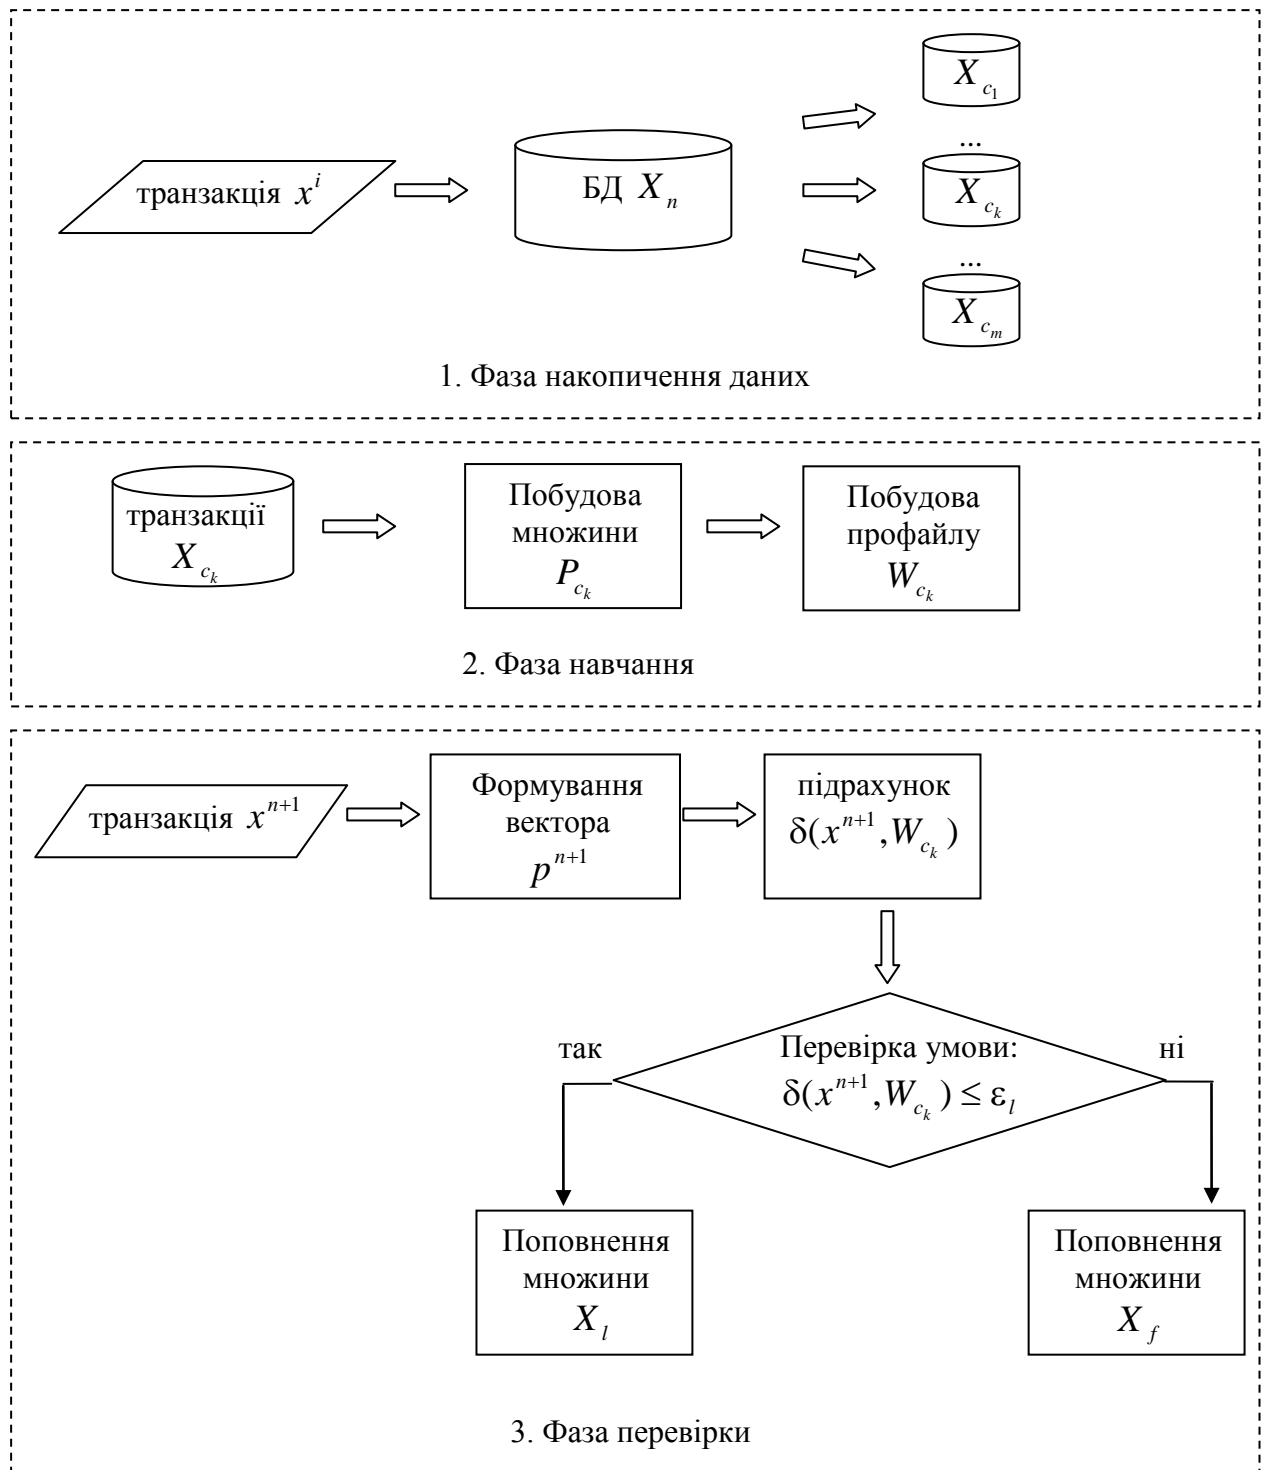 X_{c_1}
...
транзакція x^i
БД X_n
X_{c_k}
...
X_{c_m}
1. Фаза накопичення даних
транзакції
X_{c_k}
Побудова
множини
P_{c_k}
Побудова
профайлу
W_{c_k}
2. Фаза навчання
транзакція x^{n+1}
Формування
вектора
p^{n+1}
підрахунок
δ(x^{n+1}, W_{c_k})
так
Перевірка умови:
δ(x^{n+1}, W_{c_k}) ≤ ε_l
ні
Поповнення
множини
X_l
Поповнення
множини
X_f
3. Фаза перевірки